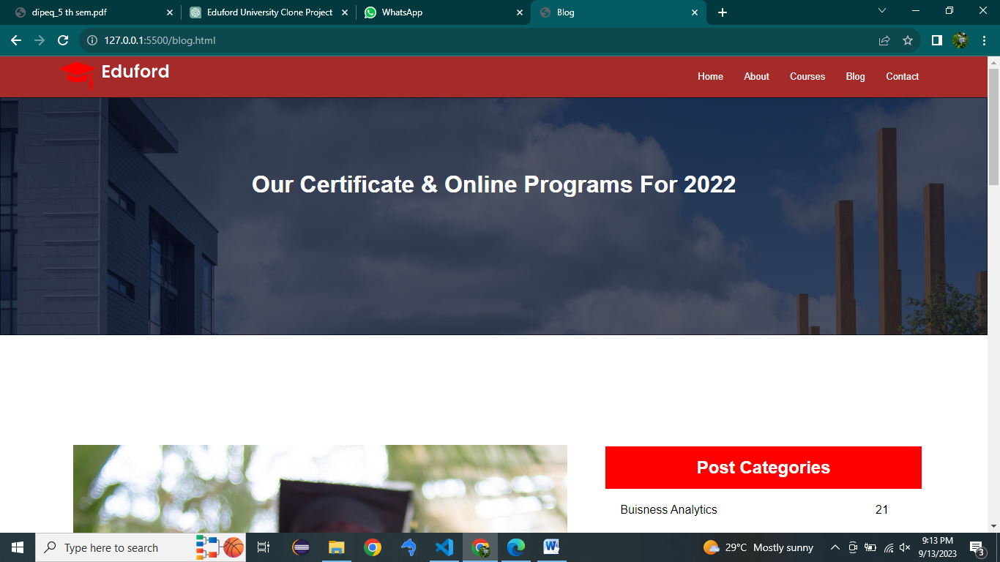 dipeq_5 th sem.pdf
Eduford University Clone Project
WhatsApp
Blog
127.0.0.1:5500/blog.html
Eduford
Home About Courses Blog Contact
Our Certificate & Online Programs For 2022
Post Categories
Buisness Analytics 21
Type here to search
29°C Mostly sunny
9:13 PM
9/13/2023
3